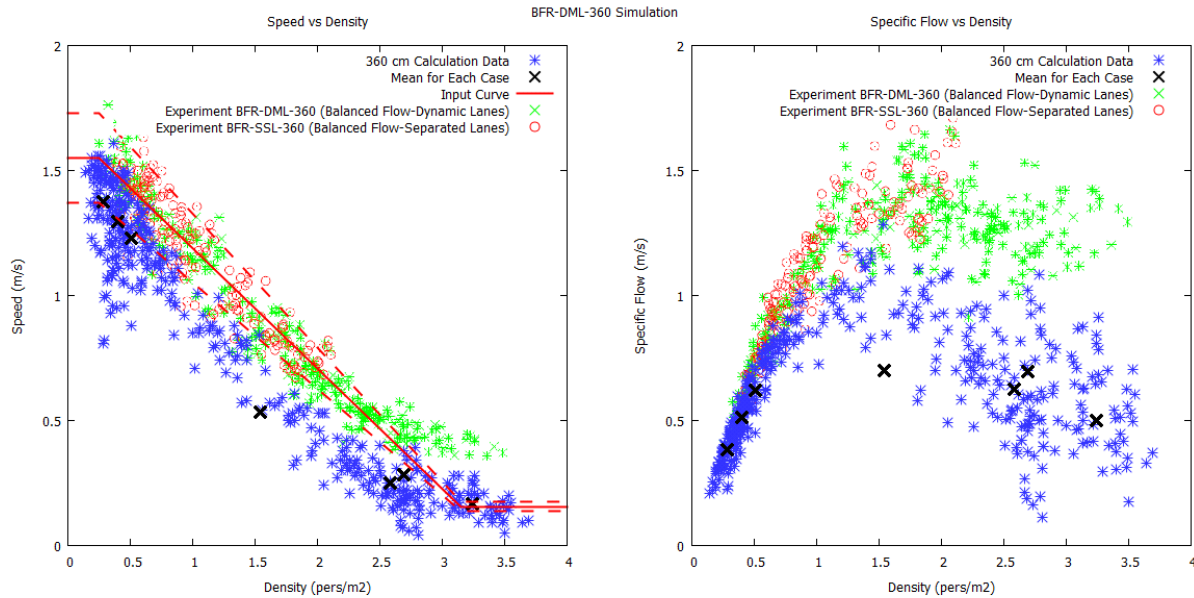 BFR-DML-360 Simulation
Speed vs Density
2
1.5
1
0.5
0
Speed (m/s)
360 cm Calculation Data
Mean for Each Case
Input Curve
Experiment BFR-DML-360 (Balanced Flow-Dynamic Lanes)
Experiment BFR-SSL-360 (Balanced Flow-Separated Lanes)
0 0.5 1 1.5 2 2.5 3 3.5 4
Density (pers/m2)
Specific Flow vs Density
2
1.5
1
0.5
0
Specific Flow (m/s)
360 cm Calculation Data
Mean for Each Case
Experiment BFR-DML-360 (Balanced Flow-Dynamic Lanes)
Experiment BFR-SSL-360 (Balanced Flow-Separated Lanes)
0 0.5 1 1.5 2 2.5 3 3.5 4
Density (pers/m2)